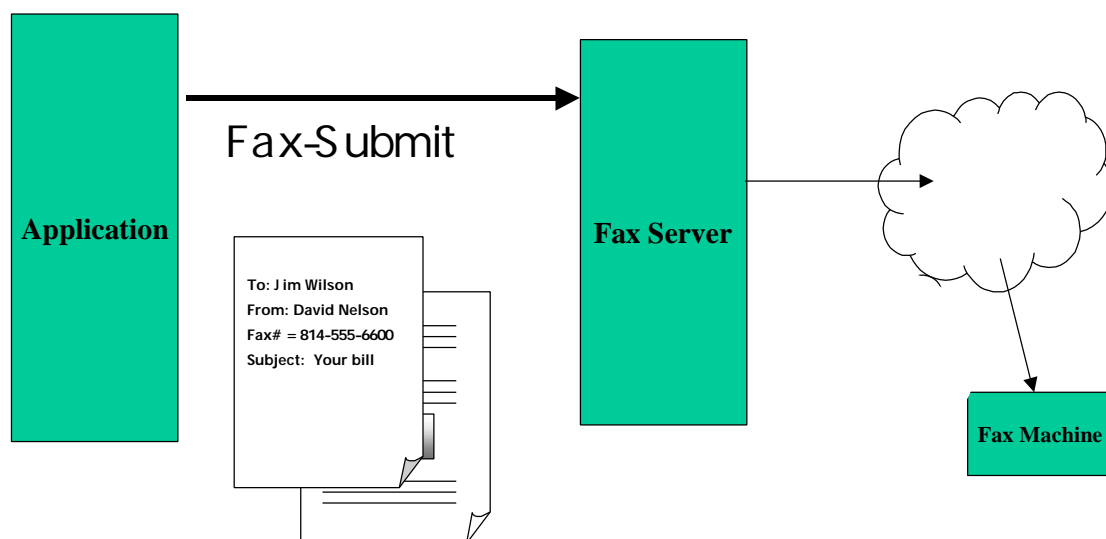 Fax-Submit
Application
Fax Server
To: Jim Wilson
From: David Nelson
Fax# = 814-555-6600
Subject: Your bill
Fax Machine